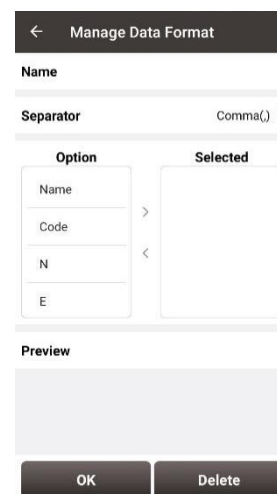 Manage Data Format
Name
Separator Comma(,)
Option Selected
Name
Code
N
E
Preview
OK Delete